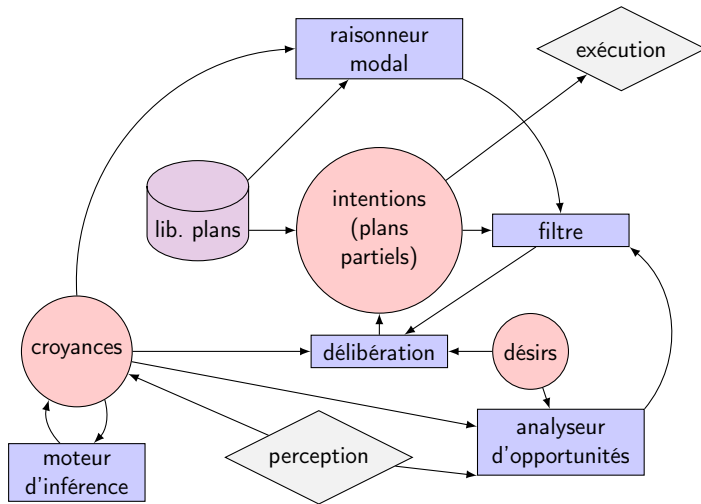 raisonneur
modal
exécution
intentions
(plans
partiels)
lib. plans
filtre
croyances
délibération
désirs
analyseur
d'opportunités
perception
moteur
d'inférence